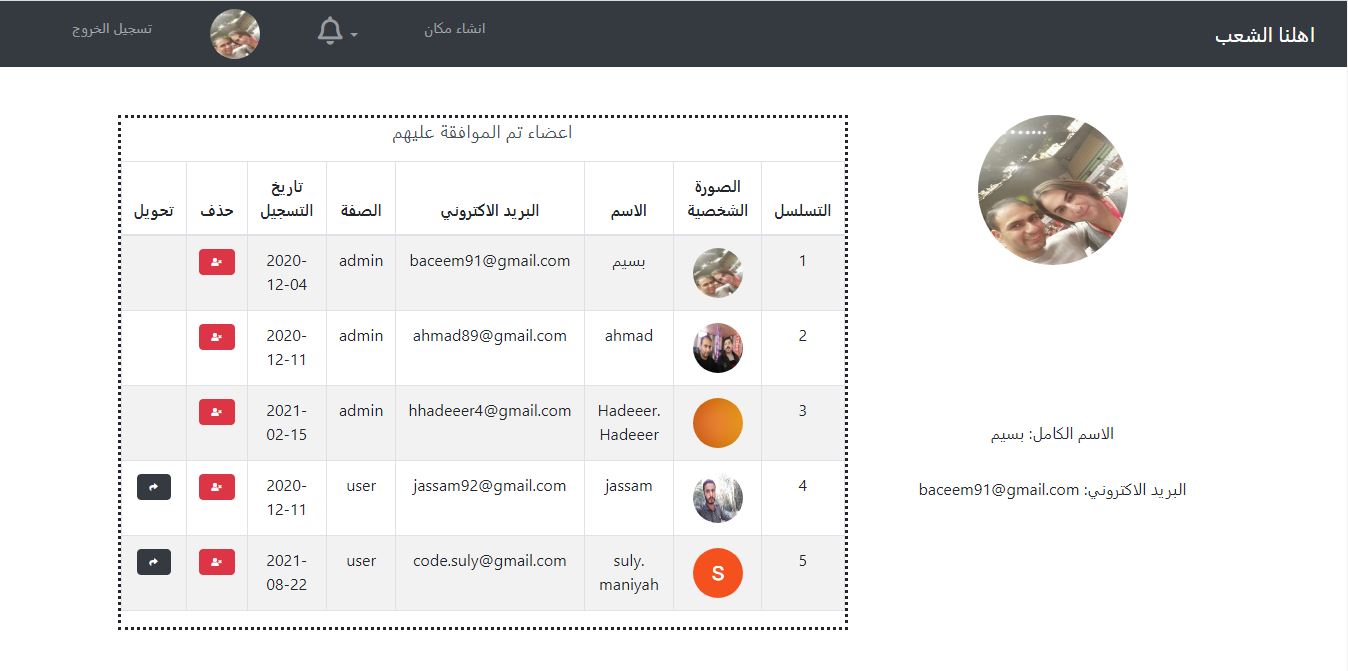 اهلنا الشعب
انشاء مكان
تسجيل الخروج
الاسم الكامل: بسيم
البريد الاكتروني: baceem91@gmail.com
اعضاء تم الموافقة عليهم
التسلسل
الصورة
الشخصية
الاسم
البريد الاكتروني
الصفة
تاريخ
التسجيل
حذف
تحويل
1
بسيم
baceem91@gmail.com
admin
2020-
12-04
2
ahmad
ahmad89@gmail.com
admin
2020-
12-11
3
Hadeeer.
Hadeeer
hhadeeer4@gmail.com
admin
2021-
02-15
4
jassam
jassam92@gmail.com
user
2020-
12-11
5
S
suly.
maniyah
code.suly@gmail.com
user
2021-
08-22